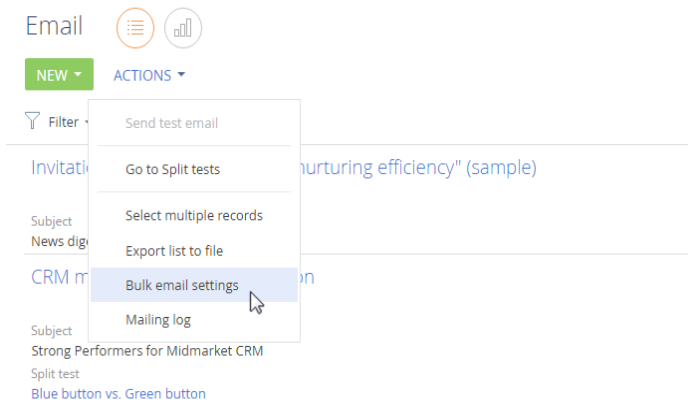 Email
NEW ACTIONS
Filter
Send test email
Go to Split tests
Select multiple records
Export list to file
Bulk email settings
Mailing log
nurturing efficiency" (sample)
Subject
News
CRM
Subject
Strong Performers for Midmarket CRM
Split test
Blue button vs. Green button